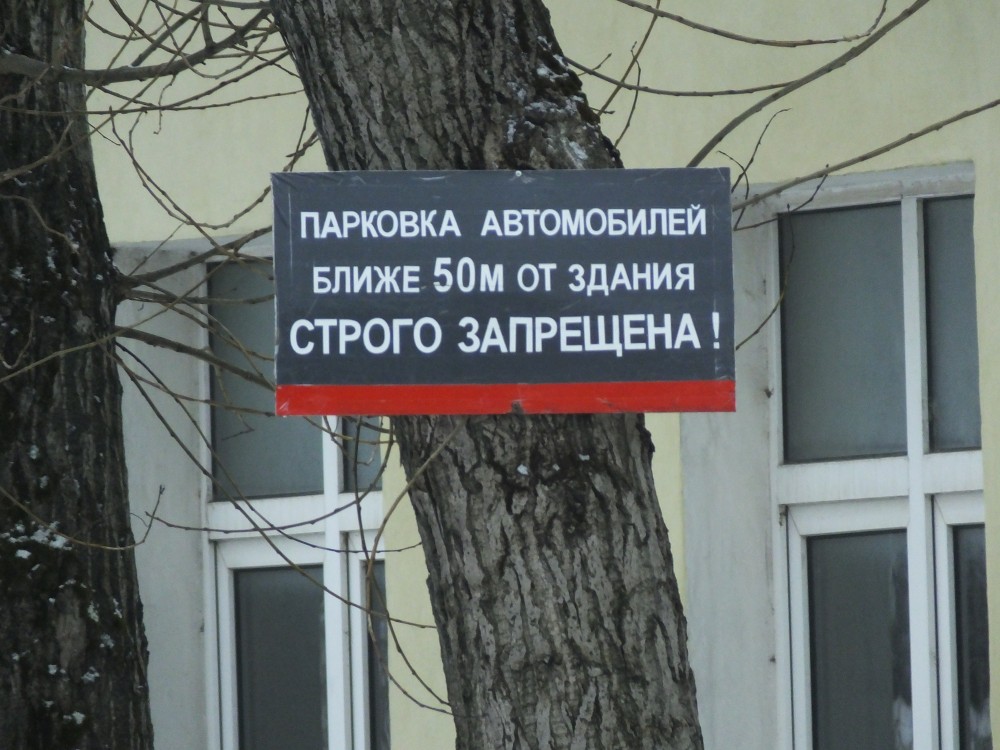 ПАРКОВКА АВТОМОБИЛЕЙ
БЛИЖЕ 50М ОТ ЗДАНИЯ
СТРОГО ЗАПРЕЩЕНА !